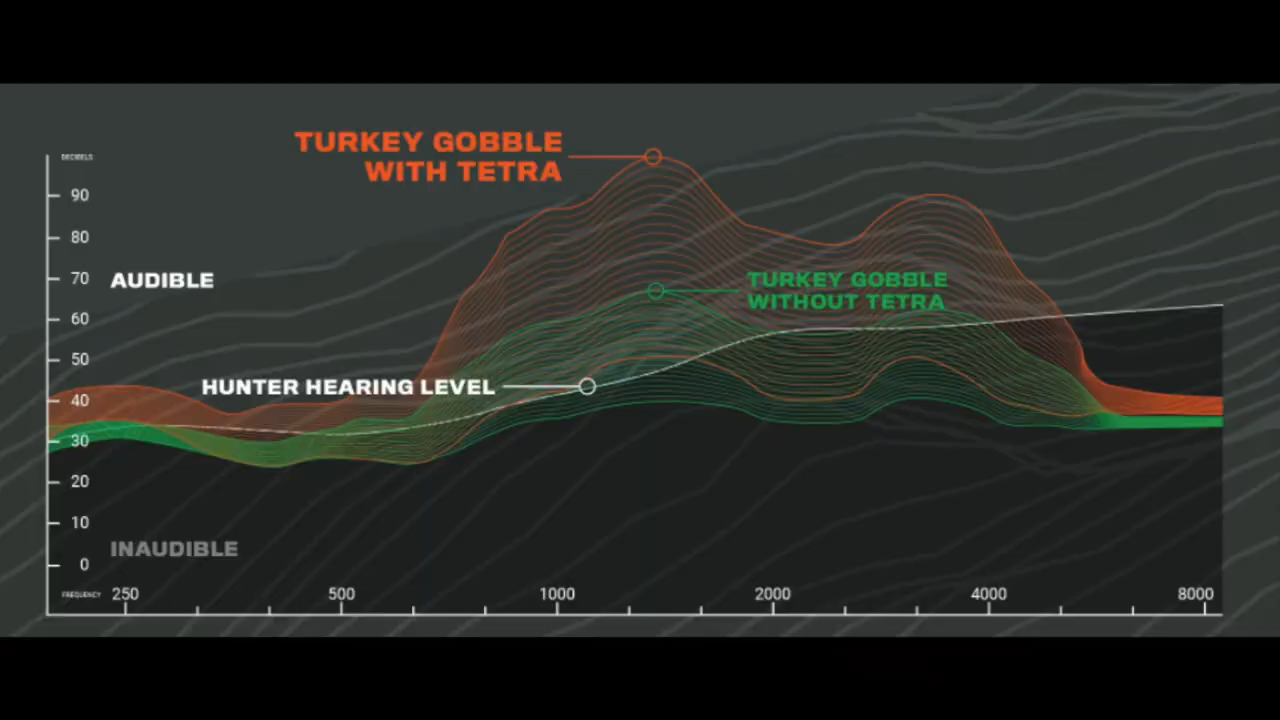 TURKEY GOBBLE
WITH TETRA
DECIBELS
90
80
70
AUDIBLE
TURKEY GOBBLE
WITHOUT TETRA
60
50
HUNTER HEARING LEVEL
40
30
20
10
INAUDIBLE
0
FREQUENCY 250 500 1000 2000 4000 8000